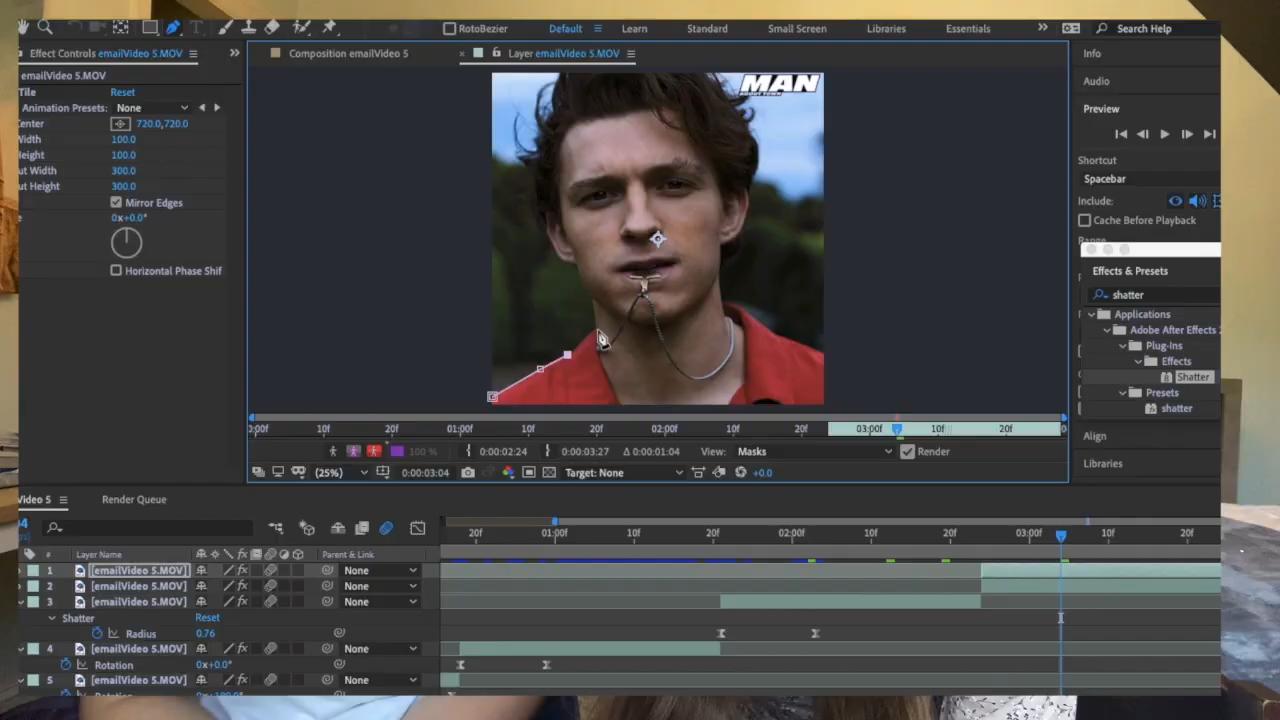 RotoBezier Default Learn Standard Small Screen Libraries Essentials Search Help
Effect Controls emailVideo 5.MOV
Composition emailVideo 5
Layer emailVideo 5.MOV
Info
emailVideo 5.MOV
Tile Reset
Animation Presets: None
Center 720.0,720.0
Width 100.0
Height 100.0
ut Width 300.0
ut Height 300.0
Mirror Edges
e 0x+0.0°
Horizontal Phase Shif
MAN
Audio
Preview
Shortcut
Spacebar
Include:
Cache Before Playback
Range
Effects & Presets
shatter
Applications
Adobe After Effects 2
Plug-Ins
Effects
Shatter
Presets
shatter
Align
Libraries
0:00f 10f 20f 01:00f 10f 20f 02:00f 10f 20f 03:00f 10f 20f 0
100 % 0:00:02:24 0:00:03:27 Δ 0:00:01:04 View: Masks Render
(25%) 0:00:03:04 Target: None +0.0
Video 5 Render Queue
04
20f 01:00f 10f 20f 02:00f 10f 20f 03:00f 10f 20f
# Layer Name Parent & Link
1 [emailVideo 5.MOV] None
2 [emailVideo 5.MOV] None
3 [emailVideo 5.MOV] None
Shatter Reset
Radius 0.76
4 [emailVideo 5.MOV] None
Rotation 0x+0.0°
5 [emailVideo 5.MOV] None